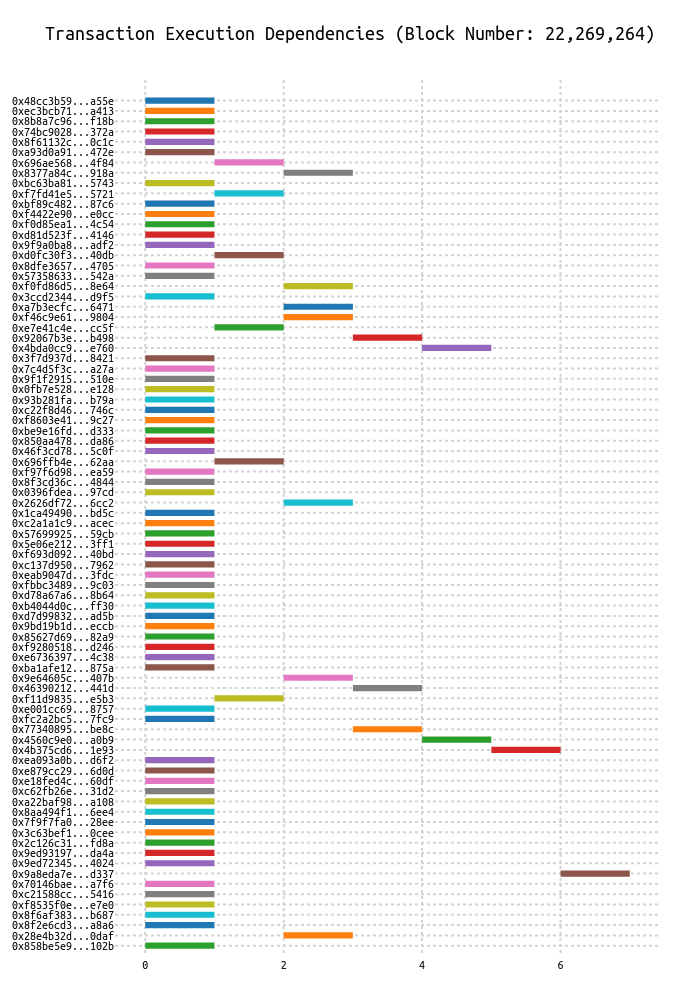 Transaction Execution Dependencies (Block Number: 22,269,264)
0x48cc3b59...a55e
0xec3bcb71...a413
0x8b8a7c96...f18b
0x74bc9028...372a
0x8f61132c...0c1c
0xa93d0a91...472e
0x696ae568...4f84
0x8377a84c...918a
0xbc63ba81...5743
0xf7fd41e5...5721
0xbf89c482...87c6
0xf4422e90...e0cc
0xf0d85ea1...4c54
0xd81d523f...4146
0x9f9a0ba8...adf2
0xd0fc30f3...40db
0x8dfe3657...4705
0x57358633...542a
0xf0fd86d5...8e64
0x3ccd2344...d9f5
0xa7b3ecfc...6471
0xf46c9e61...9804
0xe7e41c4e...cc5f
0x92067b3e...b498
0x4bda0cc9...e760
0x3f7d937d...8421
0x7c4d5f3c...a27a
0x9f1f2915...510e
0x0fb7e528...e128
0x93b281fa...b79a
0xc22f8d46...746c
0xf8603e41...9c27
0xbe9e16fd...d333
0x850aa478...da86
0x46f3cd78...5c0f
0x696ffb4e...62aa
0xf97f6d98...ea59
0x8f3cd36c...4844
0x0396fdea...97cd
0x2626df72...6cc2
0x1ca49490...bd5c
0xc2a1a1c9...acec
0x57699925...59cb
0x5e06e212...3ff1
0xf693d092...40bd
0xc137d950...7962
0xeab9047d...3fdc
0xfbbc3489...9c03
0xd78a67a6...8b64
0xb4044d0c...ff30
0xd7d99832...ad5b
0x9bd19b1d...eccb
0x85627d69...82a9
0xf9280518...d246
0xe6736397...4c38
0xba1afe12...875a
0x9e64605c...407b
0x46390212...441d
0xf11d9835...e5b3
0xe001cc69...8757
0xfc2a2bc5...7fc9
0x77340895...be8c
0x4560c9e0...a0b9
0x4b375cd6...1e93
0xea093a0b...d6f2
0xe879cc29...6d0d
0xe18fed4c...60df
0xc62fb26e...31d2
0xa22baf98...a108
0x8aa494f1...6ee4
0x7f9f7fa0...28ee
0x3c63bef1...0cee
0x2c126c31...fd8a
0x9ed93197...da4a
0x9ed72345...4024
0x9a8eda7e...d337
0x70146bae...a7f6
0xc21588cc...5416
0xf8535f0e...e7e0
0x8f6af383...b687
0x8f2e6cd3...a8a6
0x28e4b32d...0daf
0x858be5e9...102b
0 2 4 6